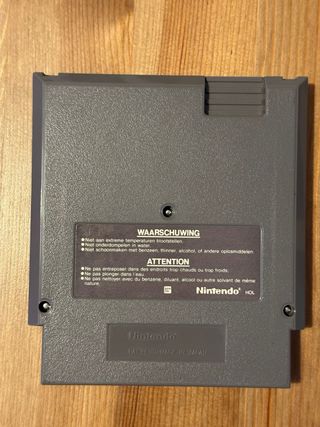 WAARSCHUWING
●Niet aan extreme temperaturen blootstellen.
●Niet onderdompelen in water.
●Niet schoonmaken met benzeen, thinner, alcohol, of andere oplosmiddelen
ATTENTION
●Ne pas entreposer dans des endroits trop chauds ou trop froids.
●Ne pas plonger dans l'eau.
●Ne pas nettoyer avec du benzène, diluant, alcool ou autre solvant de même
nature.
Nintendo HOL
Nintendo